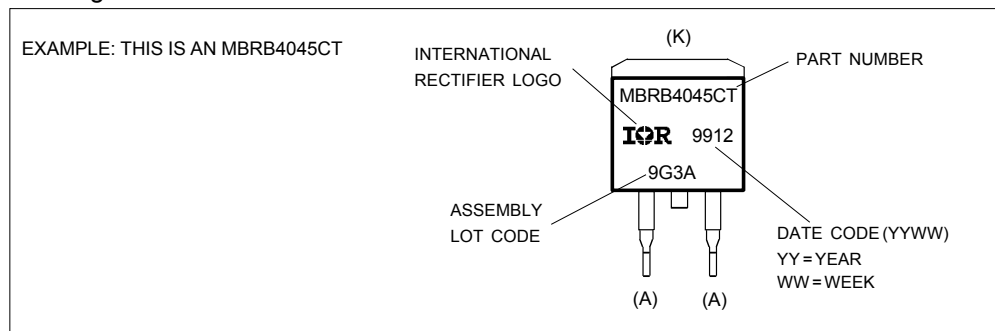 EXAMPLE: THIS IS AN MBRB4045CT
INTERNATIONAL
RECTIFIER LOGO
(K)
PART NUMBER
MBRB4045CT
IOR 9912
9G3A
ASSEMBLY
LOT CODE
DATE CODE (YYWW)
YY = YEAR
WW = WEEK
(A) (A)